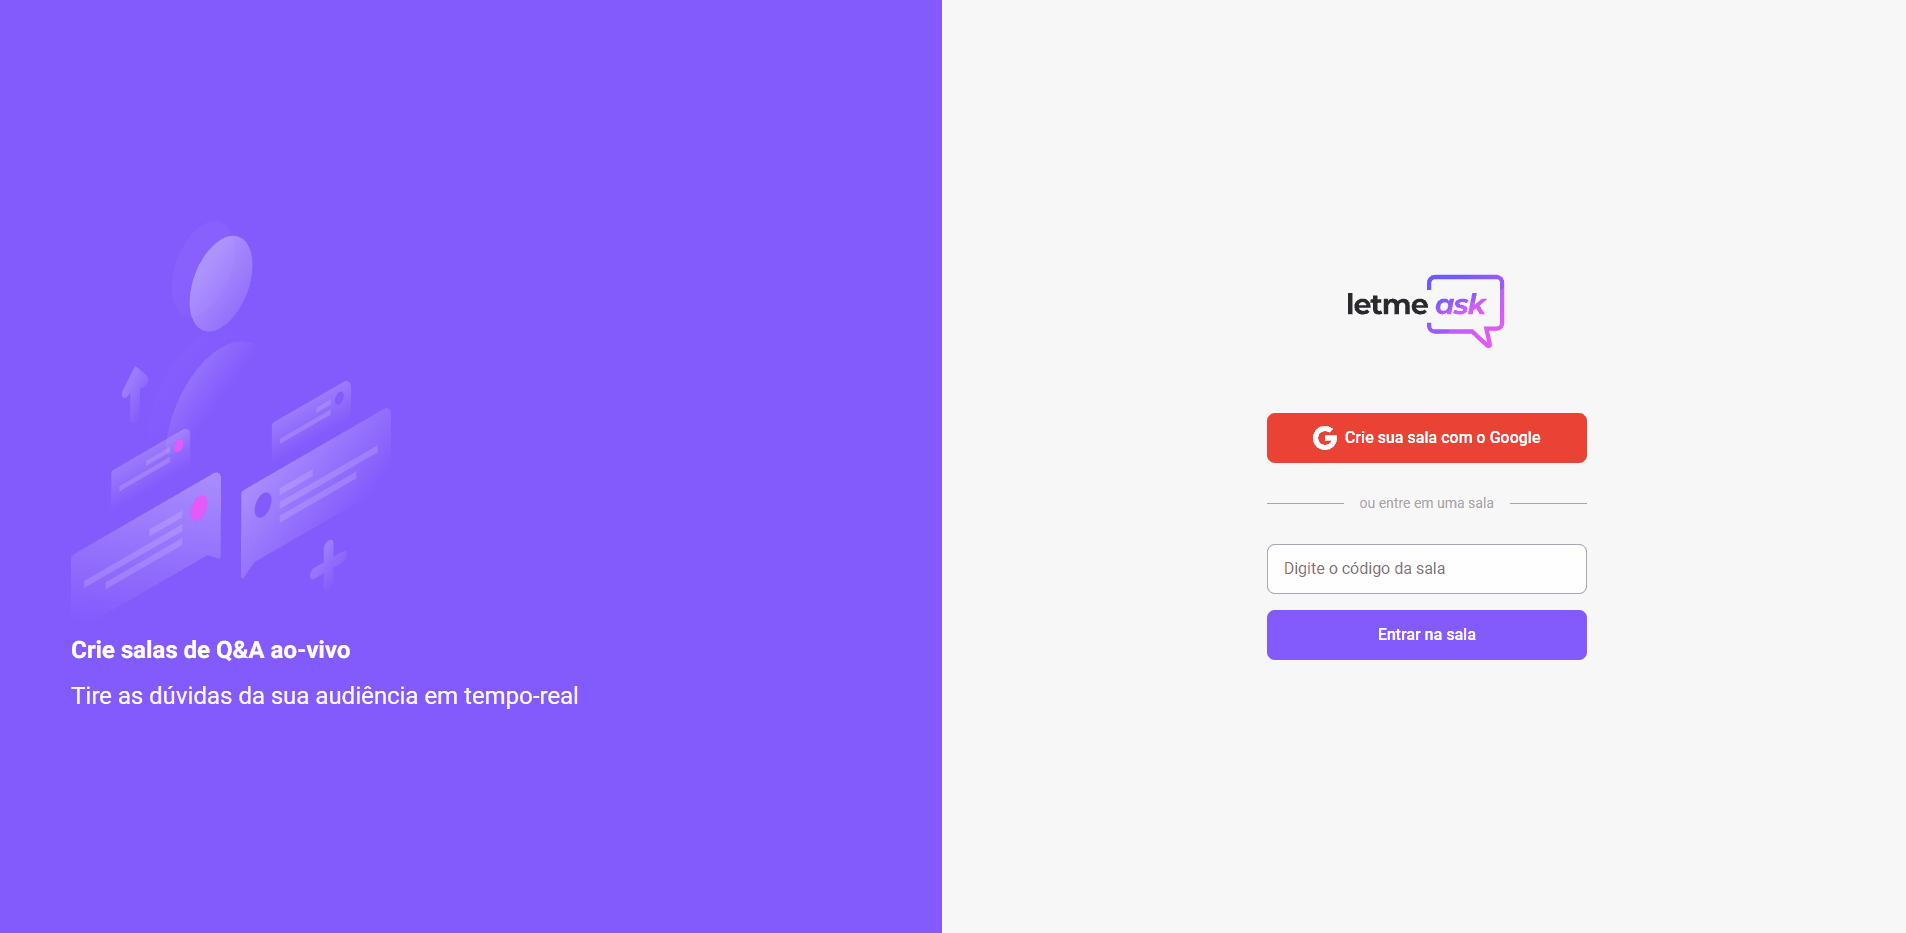 Crie salas de Q&A ao-vivo
Tire as dúvidas da sua audiência em tempo-real
letme ask
Crie sua sala com o Google
ou entre em uma sala
Digite o código da sala
Entrar na sala